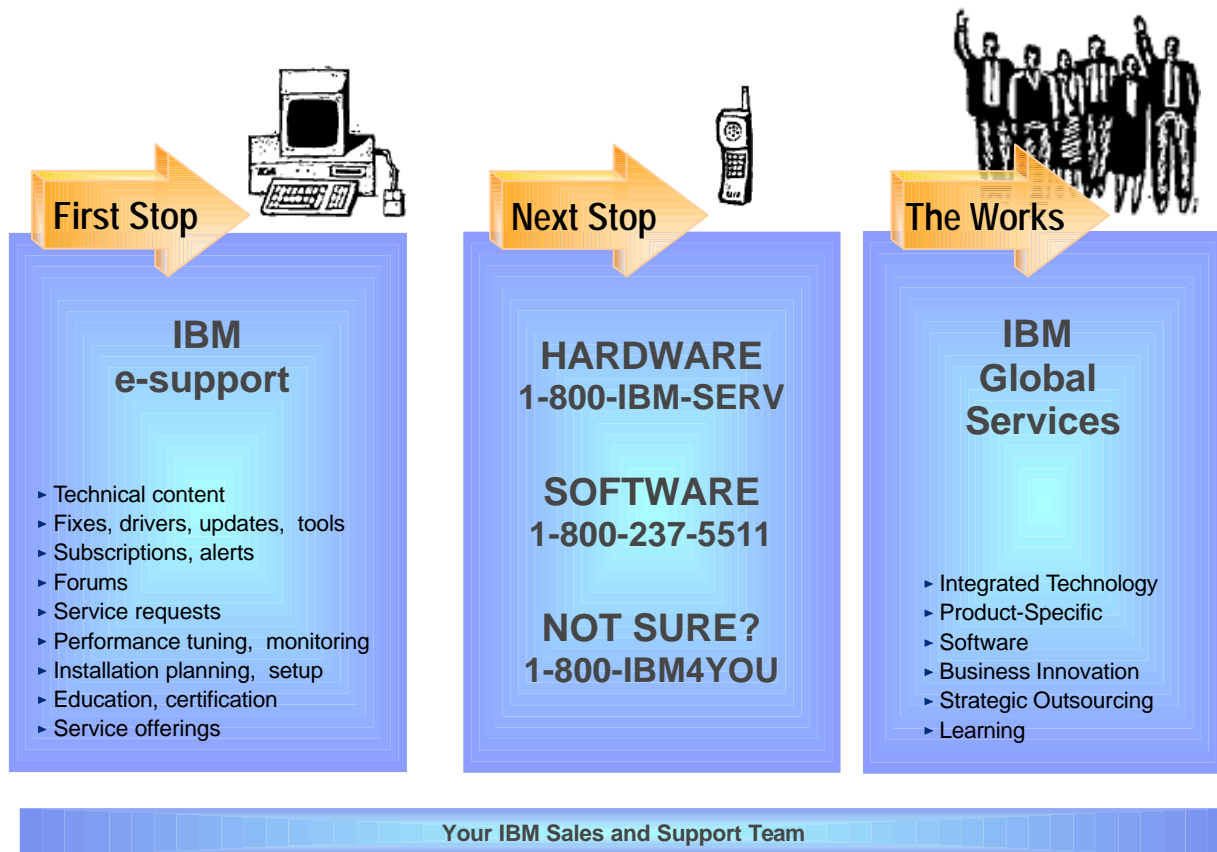 First Stop
IBM
e-support
Technical content
Fixes, drivers, updates, tools
Subscriptions, alerts
Forums
Service requests
Performance tuning, monitoring
Installation planning, setup
Education, certification
Service offerings
Next Stop
HARDWARE
1-800-IBM-SERV
SOFTWARE
1-800-237-5511
NOT SURE?
1-800-IBM4YOU
The Works
IBM
Global
Services
Integrated Technology
Product-Specific
Software
Business Innovation
Strategic Outsourcing
Learning
Your IBM Sales and Support Team